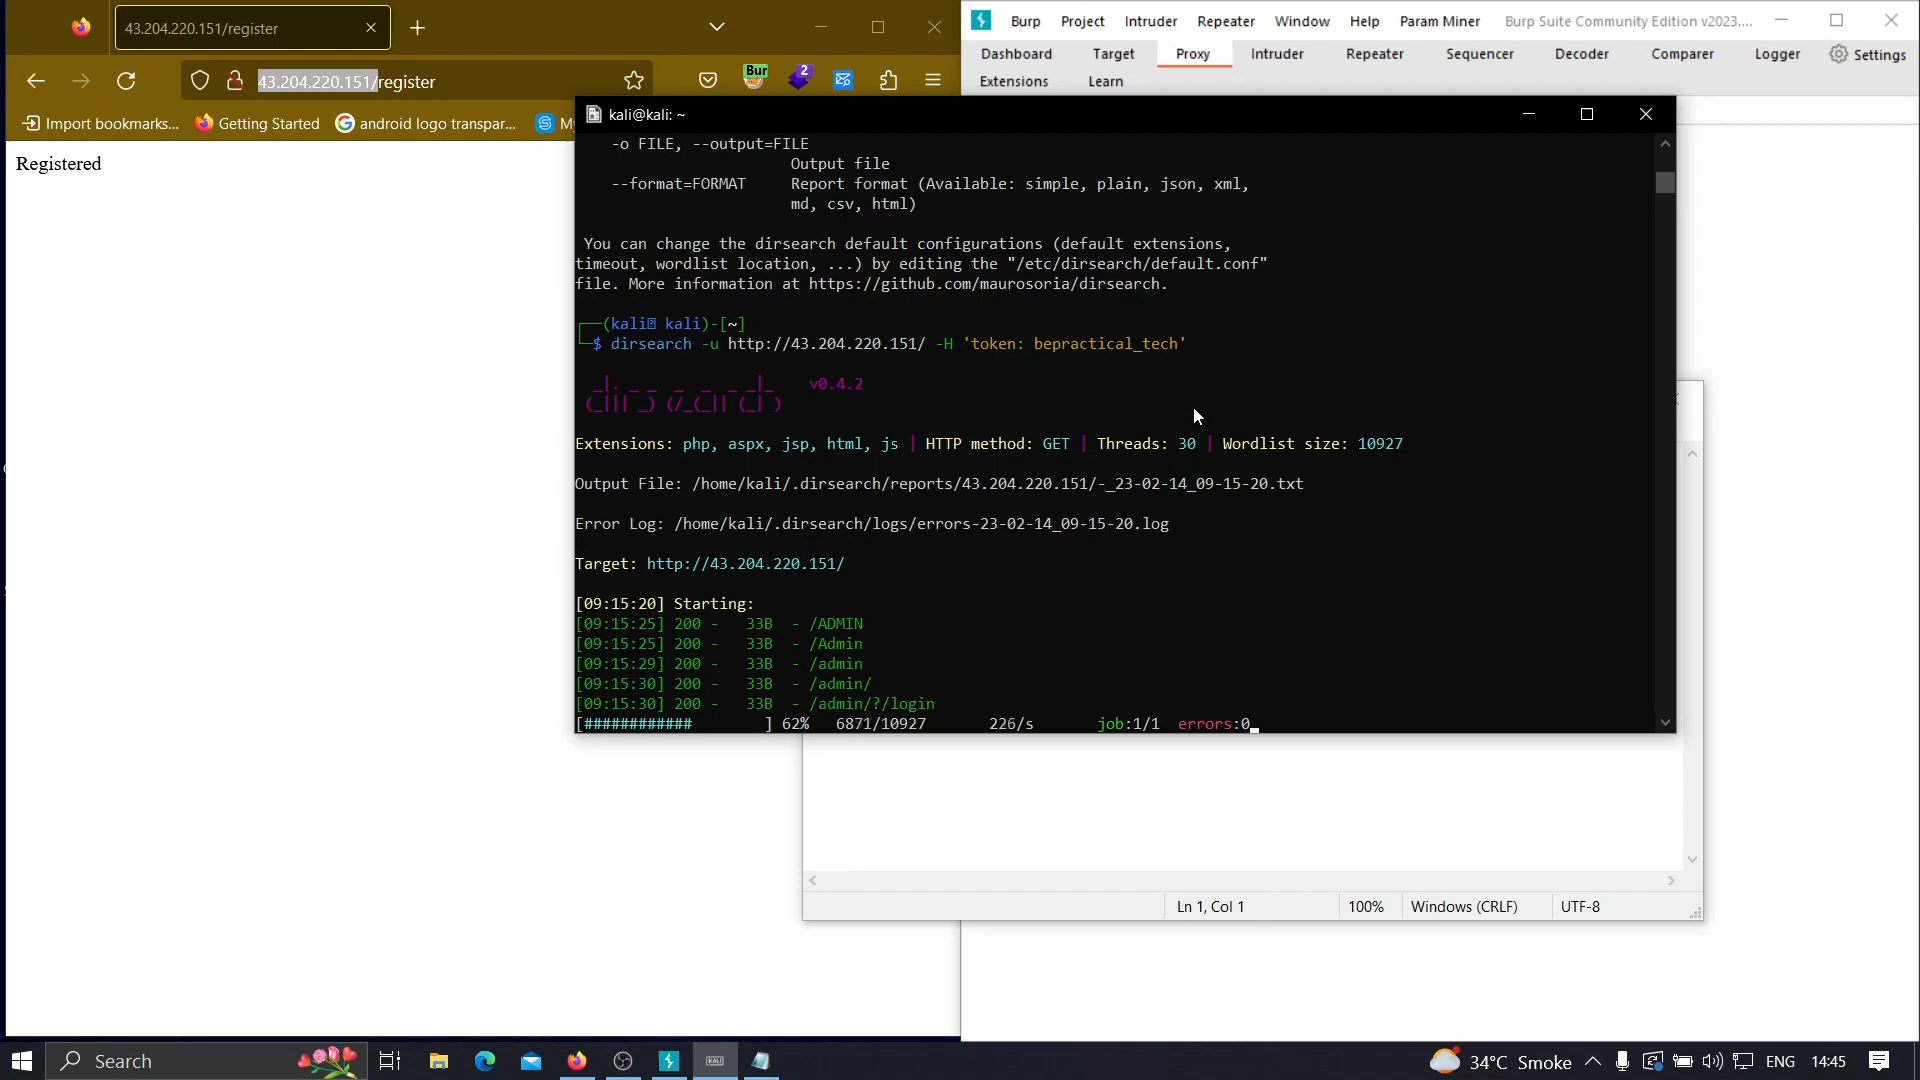 43.204.220.151/register
43.204.220.151/register
Bur
2
Import bookmarks...
Getting Started
android logo transpar...
My
Registered
Burp Project Intruder Repeater Window Help Param Miner Burp Suite Community Edition v2023....
Dashboard Target Proxy Intruder Repeater Sequencer Decoder Comparer Logger Settings
Extensions Learn
kali@kali: ~
-o FILE, --output=FILE
Output file
--format=FORMAT Report format (Available: simple, plain, json, xml,
md, csv, html)
You can change the dirsearch default configurations (default extensions,
timeout, wordlist location, ...) by editing the "/etc/dirsearch/default.conf"
file. More information at https://github.com/maurosoria/dirsearch.
┌──(kali kali)-[~]
└─$ dirsearch -u http://43.204.220.151/ -H 'token: bepractical_tech'
_|. _ _ _ _ _ _|_ v0.4.2
(_||| _) (/_(_|| (_| )
Extensions: php, aspx, jsp, html, js | HTTP method: GET | Threads: 30 | Wordlist size: 10927
Output File: /home/kali/.dirsearch/reports/43.204.220.151/-_23-02-14_09-15-20.txt
Error Log: /home/kali/.dirsearch/logs/errors-23-02-14_09-15-20.log
Target: http://43.204.220.151/
[09:15:20] Starting:
[09:15:25] 200 - 33B - /ADMIN
[09:15:25] 200 - 33B - /Admin
[09:15:29] 200 - 33B - /admin
[09:15:30] 200 - 33B - /admin/
[09:15:30] 200 - 33B - /admin/?/login
[############ ] 62% 6871/10927 226/s job:1/1 errors:0
Ln 1, Col 1 100% Windows (CRLF) UTF-8
Search
KALI
34°C Smoke
ENG 14:45